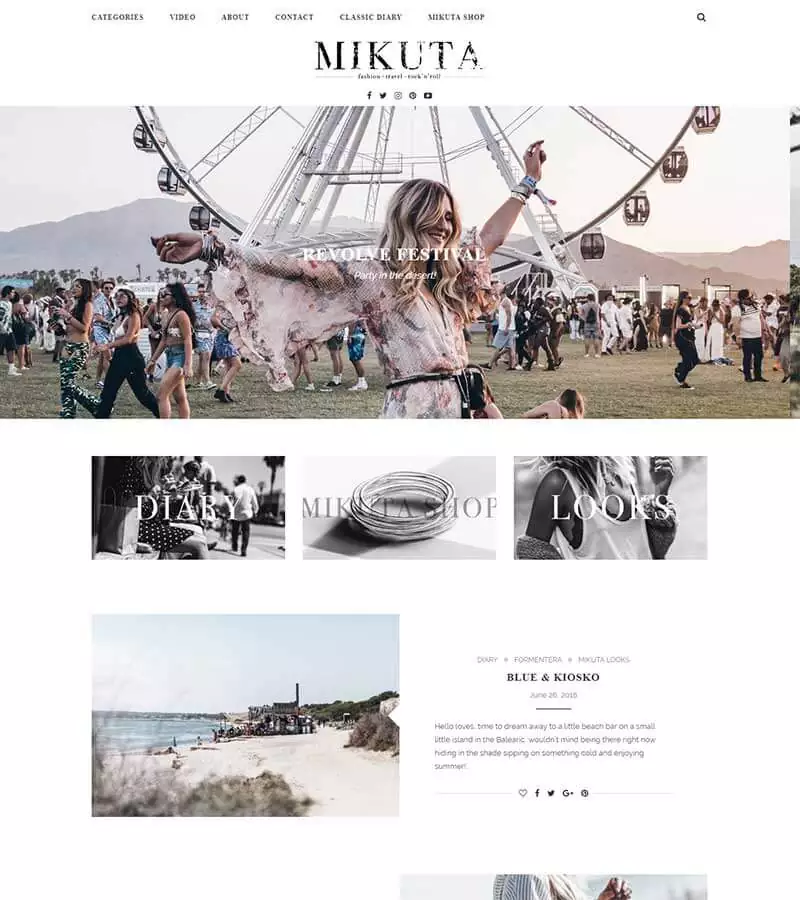 CATEGORIES VIDEO ABOUT CONTACT CLASSIC DIARY MIKUTA SHOP
MIKUTA
fashion - travel - rock'n'roll
REVOLVE FESTIVAL
Party in the desert!
DIARY MIKUTA SHOP LOOKS
DIARY FORMENTERA MIKUTA LOOKS
BLUE & KIOSKO
June 26, 2016
Hello loves, time to dream away to a little beach bar on a small
little island in the Balearic, wouldn't mind being there right now
hiding in the shade sipping on something cold and enjoying
summer!